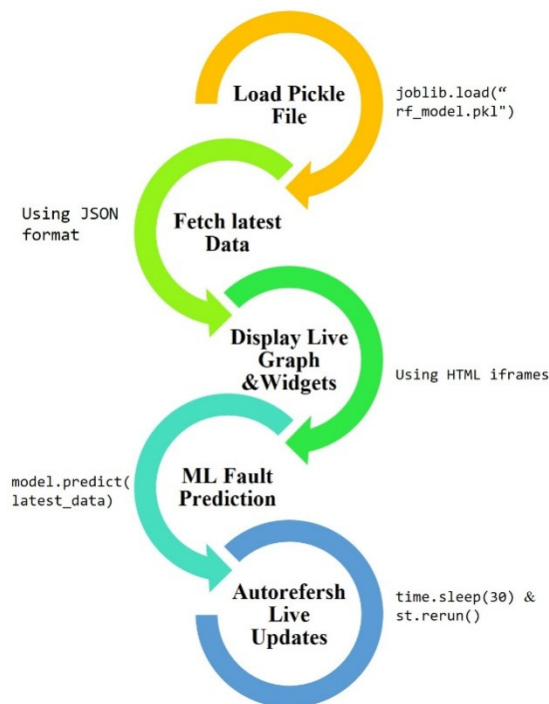 Load Pickle
File
joblib.load(“
rf_model.pkl")
Using JSON
format
Fetch latest
Data
Display Live
Graph
&Widgets
Using HTML iframes
model.predict(
latest_data)
ML Fault
Prediction
Autorefersh
Live
Updates
time.sleep(30) &
st.rerun()